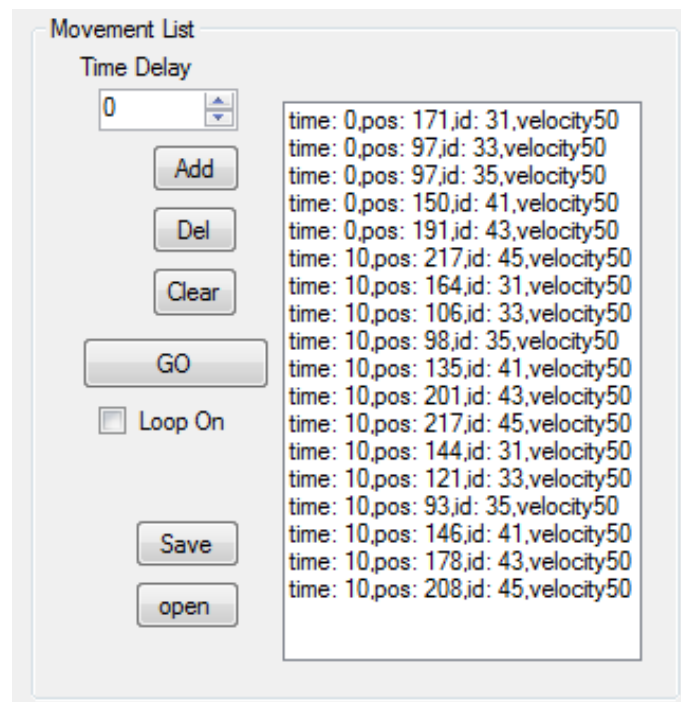 Movement List
Time Delay
0
Add
Del
Clear
GO
Loop On
Save
open
time: 0,pos: 171,id: 31,velocity50
time: 0,pos: 97,id: 33,velocity50
time: 0,pos: 97,id: 35,velocity50
time: 0,pos: 150,id: 41,velocity50
time: 0,pos: 191,id: 43,velocity50
time: 10,pos: 217,id: 45,velocity50
time: 10,pos: 164,id: 31,velocity50
time: 10,pos: 106,id: 33,velocity50
time: 10,pos: 98,id: 35,velocity50
time: 10,pos: 135,id: 41,velocity50
time: 10,pos: 201,id: 43,velocity50
time: 10,pos: 217,id: 45,velocity50
time: 10,pos: 144,id: 31,velocity50
time: 10,pos: 121,id: 33,velocity50
time: 10,pos: 93,id: 35,velocity50
time: 10,pos: 146,id: 41,velocity50
time: 10,pos: 178,id: 43,velocity50
time: 10,pos: 208,id: 45,velocity50